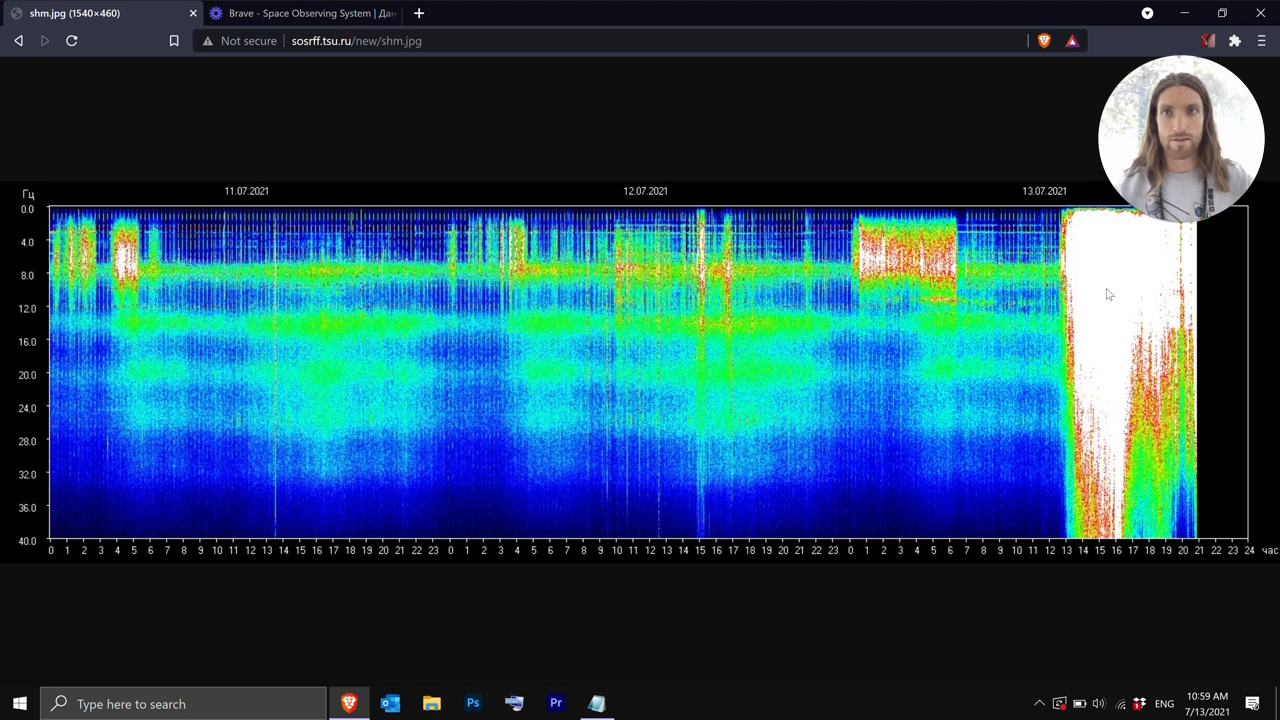 shm.jpg (1540×460)
Brave - Space Observing System | Дан
Not secure
sosrff.tsu.ru/new/shm.jpg
11.07.2021 12.07.2021 13.07.2021
Гц
0.0
4.0
8.0
12.0
16.0
20.0
24.0
28.0
32.0
36.0
40.0
0 1 2 3 4 5 6 7 8 9 10 11 12 13 14 15 16 17 18 19 20 21 22 23 0 1 2 3 4 5 6 7 8 9 10 11 12 13 14 15 16 17 18 19 20 21 22 23 0 1 2 3 4 5 6 7 8 9 10 11 12 13 14 15 16 17 18 19 20 21 22 23 24 час
Type here to search
Ps
Pr
ENG
10:59 AM
7/13/2021